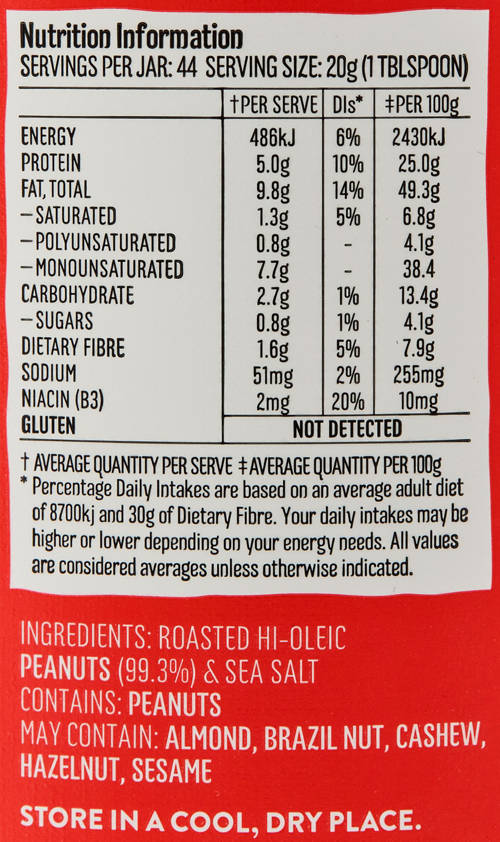 Nutrition Information
SERVINGS PER JAR: 44 SERVING SIZE: 20g (1 TBLSPOON)
†PER SERVE DIs* ‡PER 100g
ENERGY 486kJ 6% 2430kJ
PROTEIN 5.0g 10% 25.0g
FAT, TOTAL 9.8g 14% 49.3g
– SATURATED 1.3g 5% 6.8g
– POLYUNSATURATED 0.8g - 4.1g
– MONOUNSATURATED 7.7g - 38.4
CARBOHYDRATE 2.7g 1% 13.4g
– SUGARS 0.8g 1% 4.1g
DIETARY FIBRE 1.6g 5% 7.9g
SODIUM 51mg 2% 255mg
NIACIN (B3) 2mg 20% 10mg
GLUTEN NOT DETECTED
† AVERAGE QUANTITY PER SERVE ‡AVERAGE QUANTITY PER 100g
* Percentage Daily Intakes are based on an average adult diet
of 8700kj and 30g of Dietary Fibre. Your daily intakes may be
higher or lower depending on your energy needs. All values
are considered averages unless otherwise indicated.
INGREDIENTS: ROASTED HI-OLEIC
PEANUTS (99.3%) & SEA SALT
CONTAINS: PEANUTS
MAY CONTAIN: ALMOND, BRAZIL NUT, CASHEW,
HAZELNUT, SESAME
STORE IN A COOL, DRY PLACE.